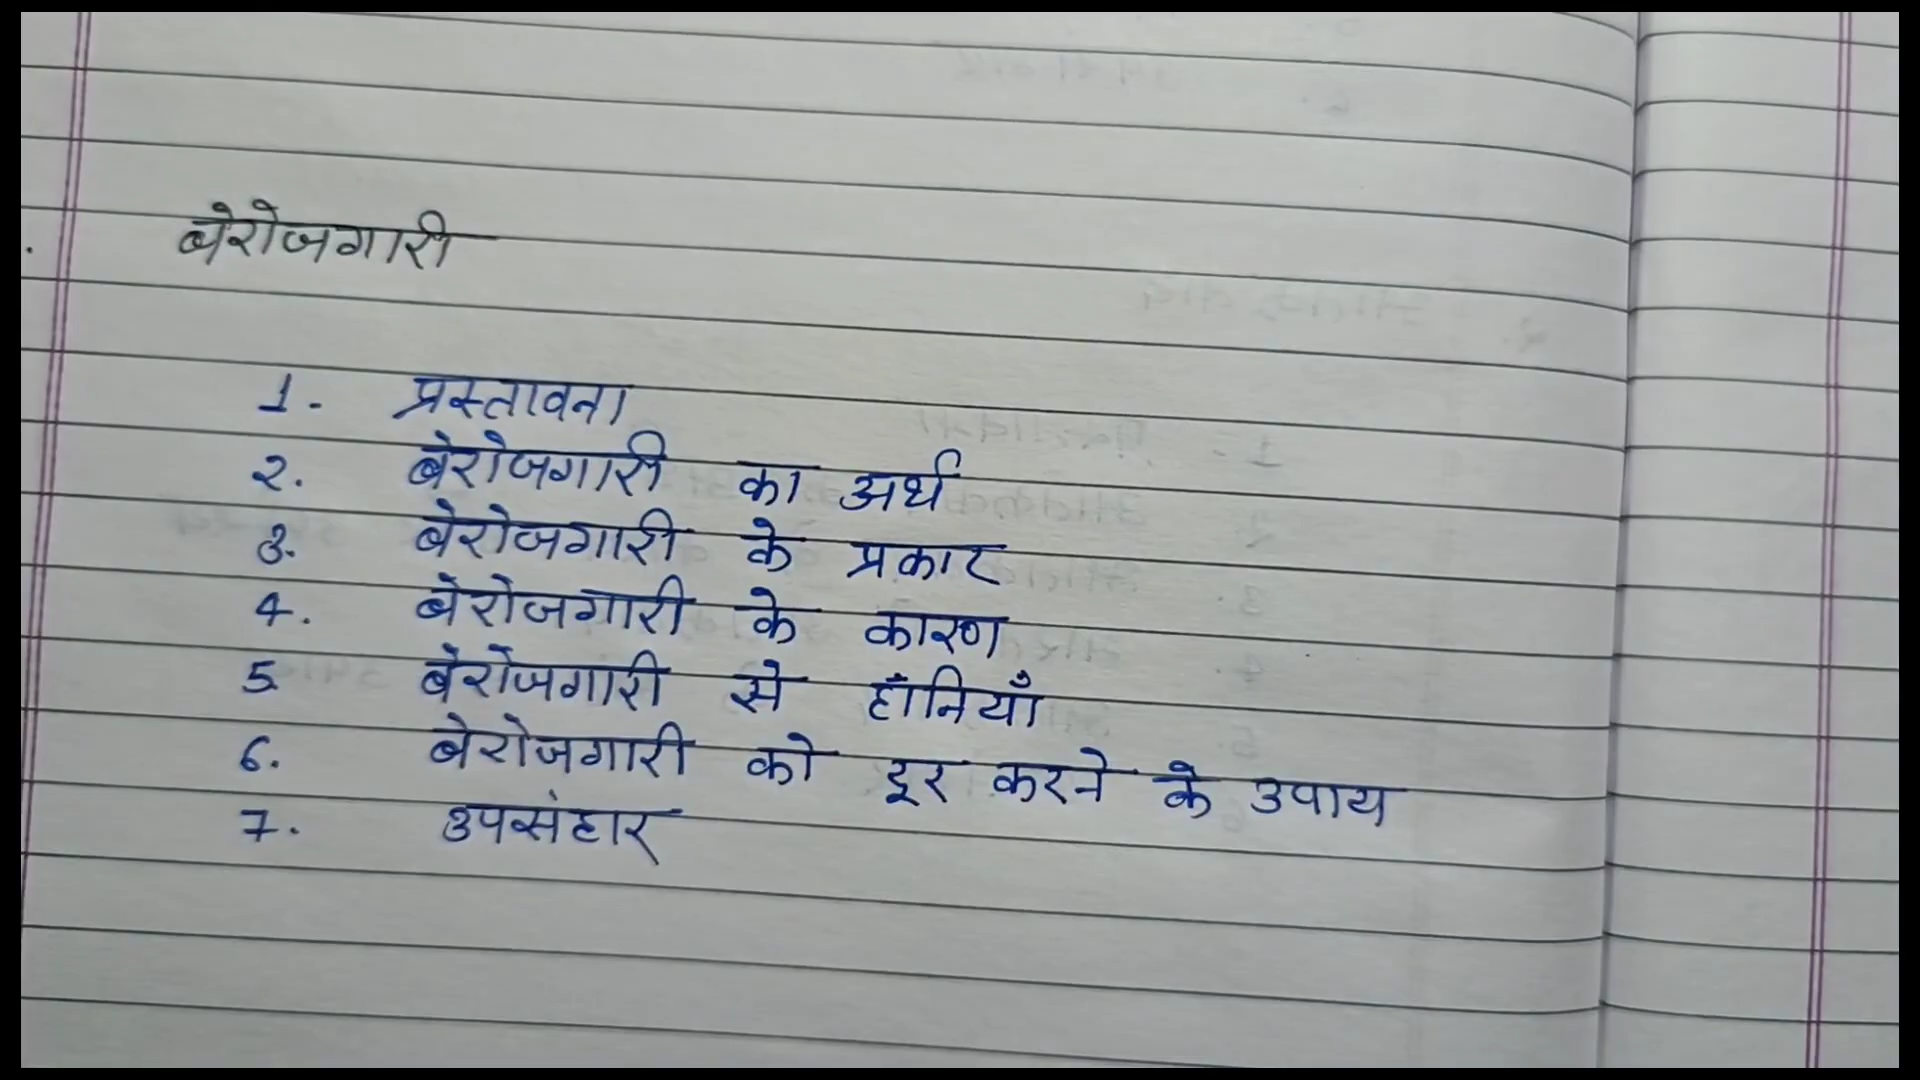 बेरोजगारी
1. प्रस्तावना
2. बेरोजगारी का अर्थ
3. बेरोजगारी के प्रकार
4. बेरोजगारी के कारण
5 बेरोजगारी से हाँनियाँ
6. बेरोजगारी को दूर करने के उपाय
7. उपसंहार